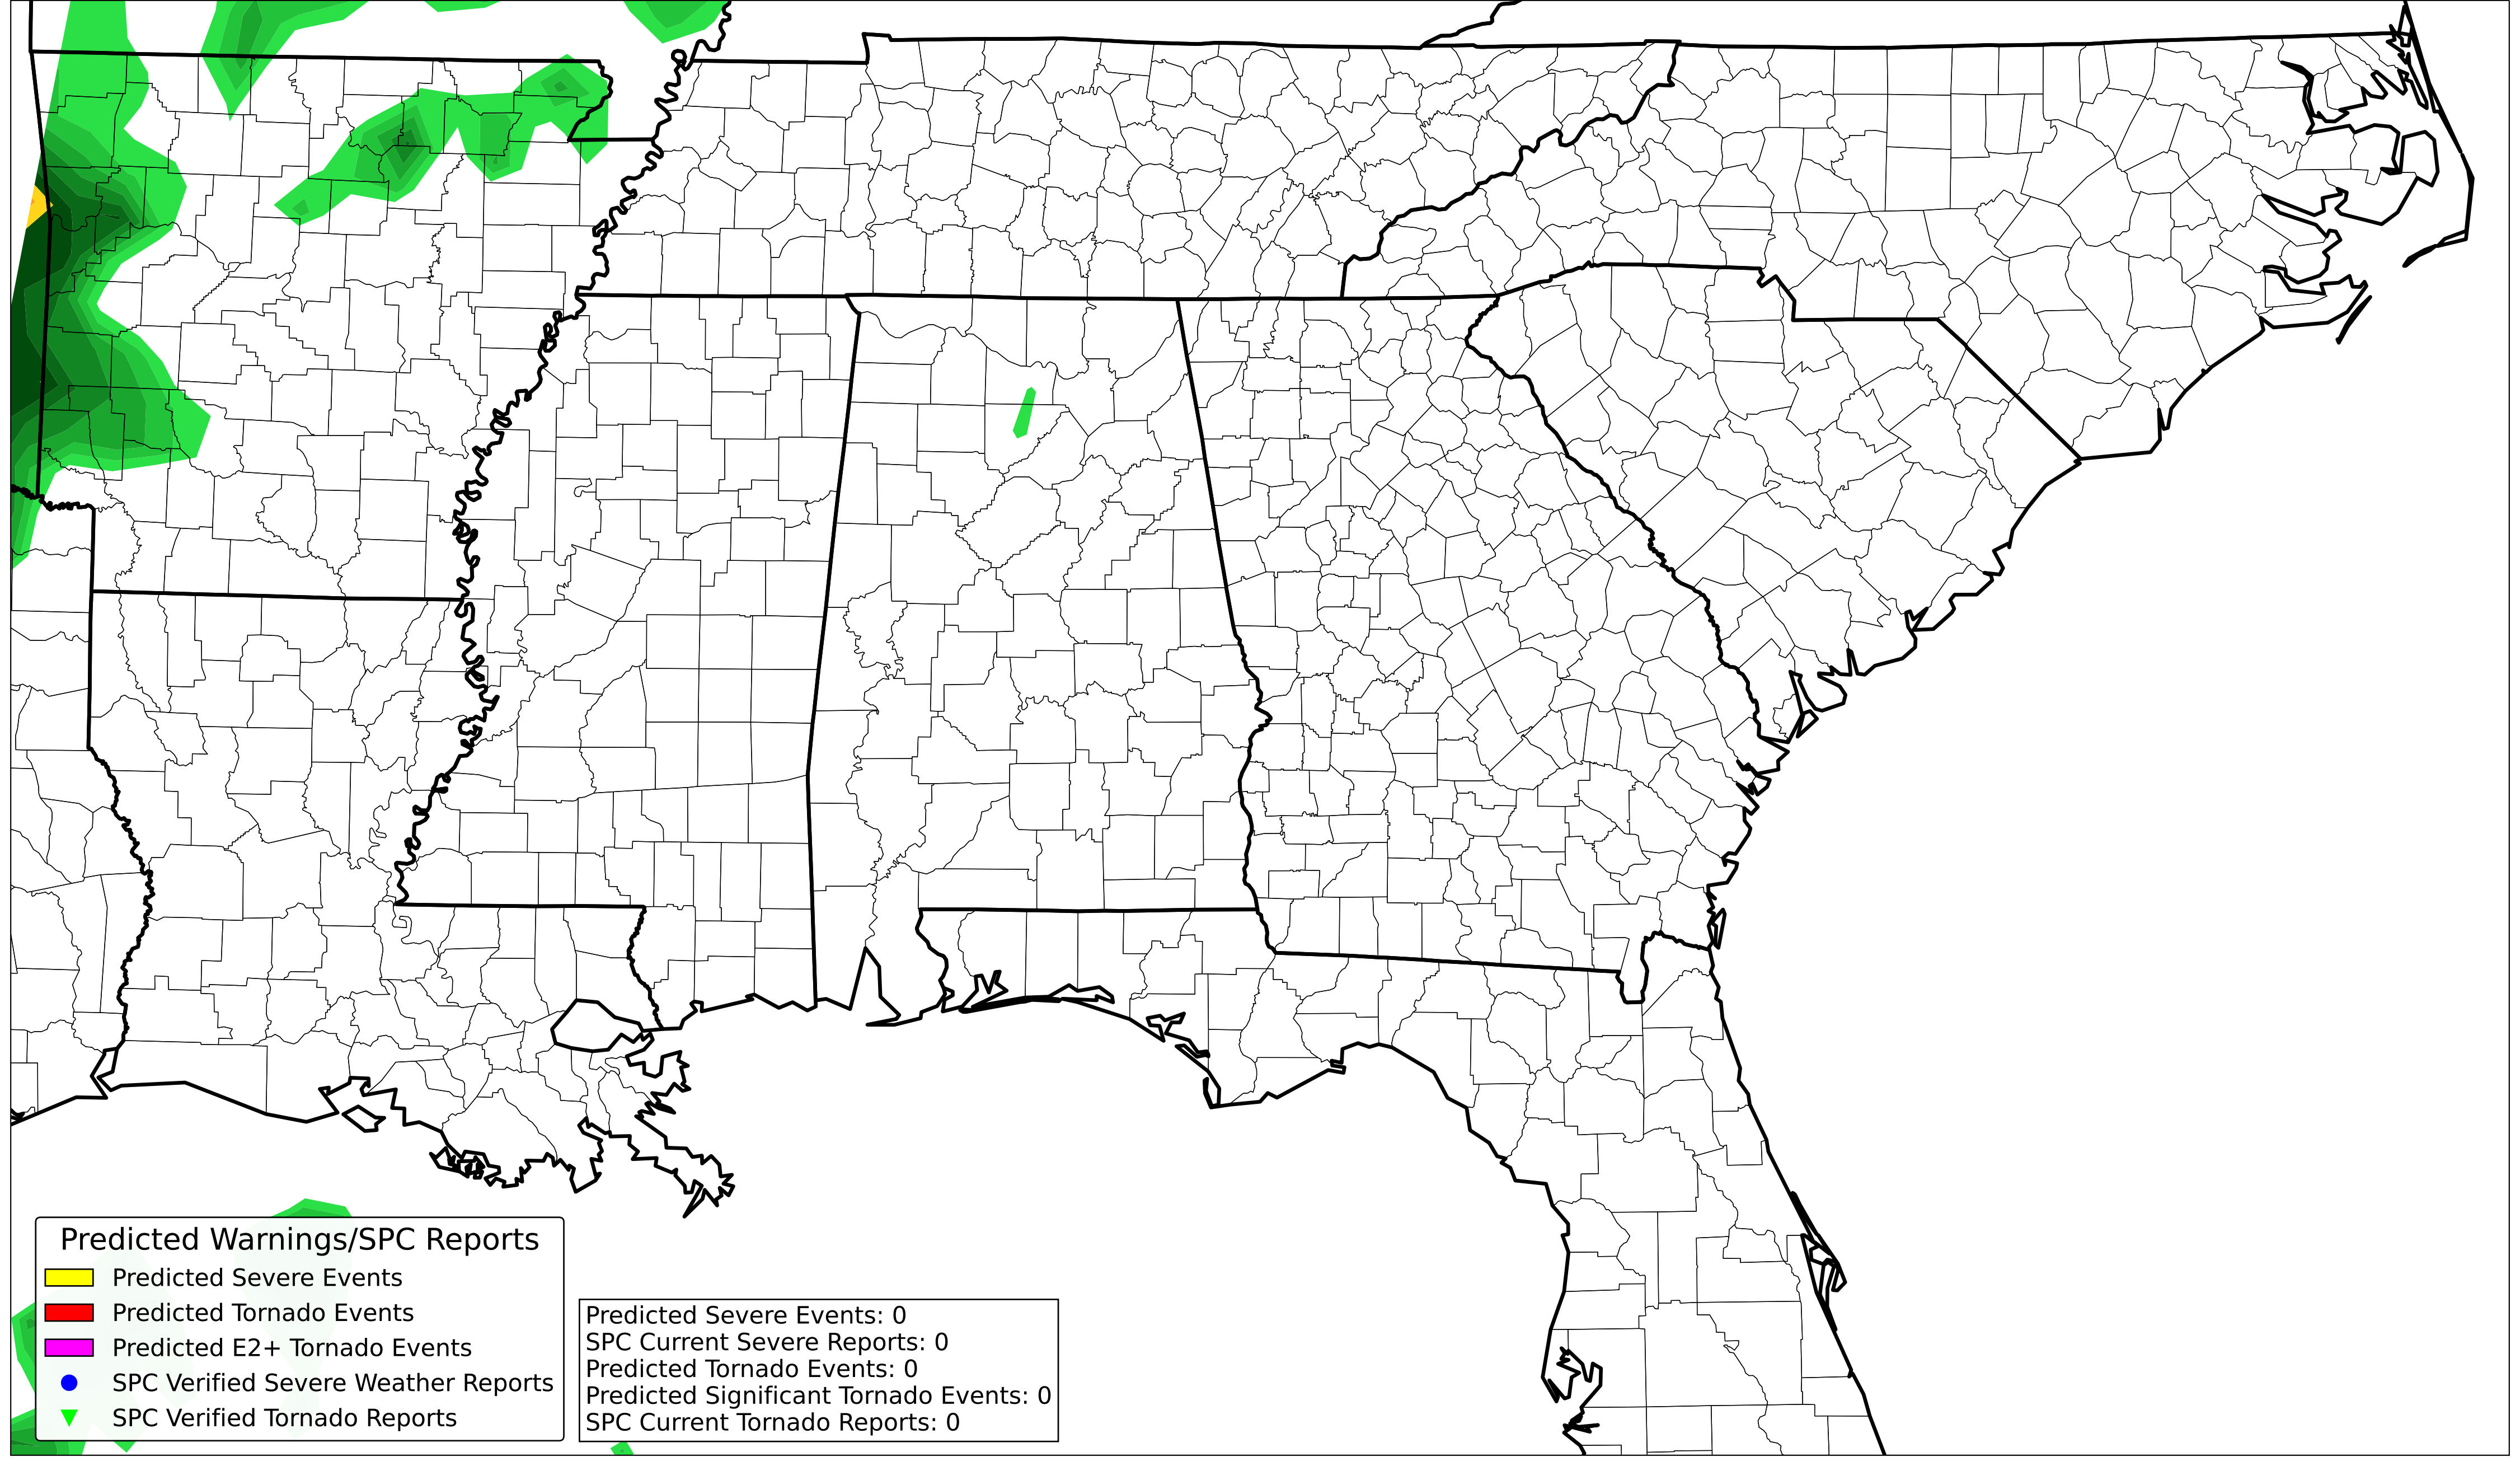 Predicted Warnings/SPC Reports
Predicted Severe Events
Predicted Tornado Events
Predicted E2+ Tornado Events
SPC Verified Severe Weather Reports
SPC Verified Tornado Reports
Predicted Severe Events: 0
SPC Current Severe Reports: 0
Predicted Tornado Events: 0
Predicted Significant Tornado Events: 0
SPC Current Tornado Reports: 0